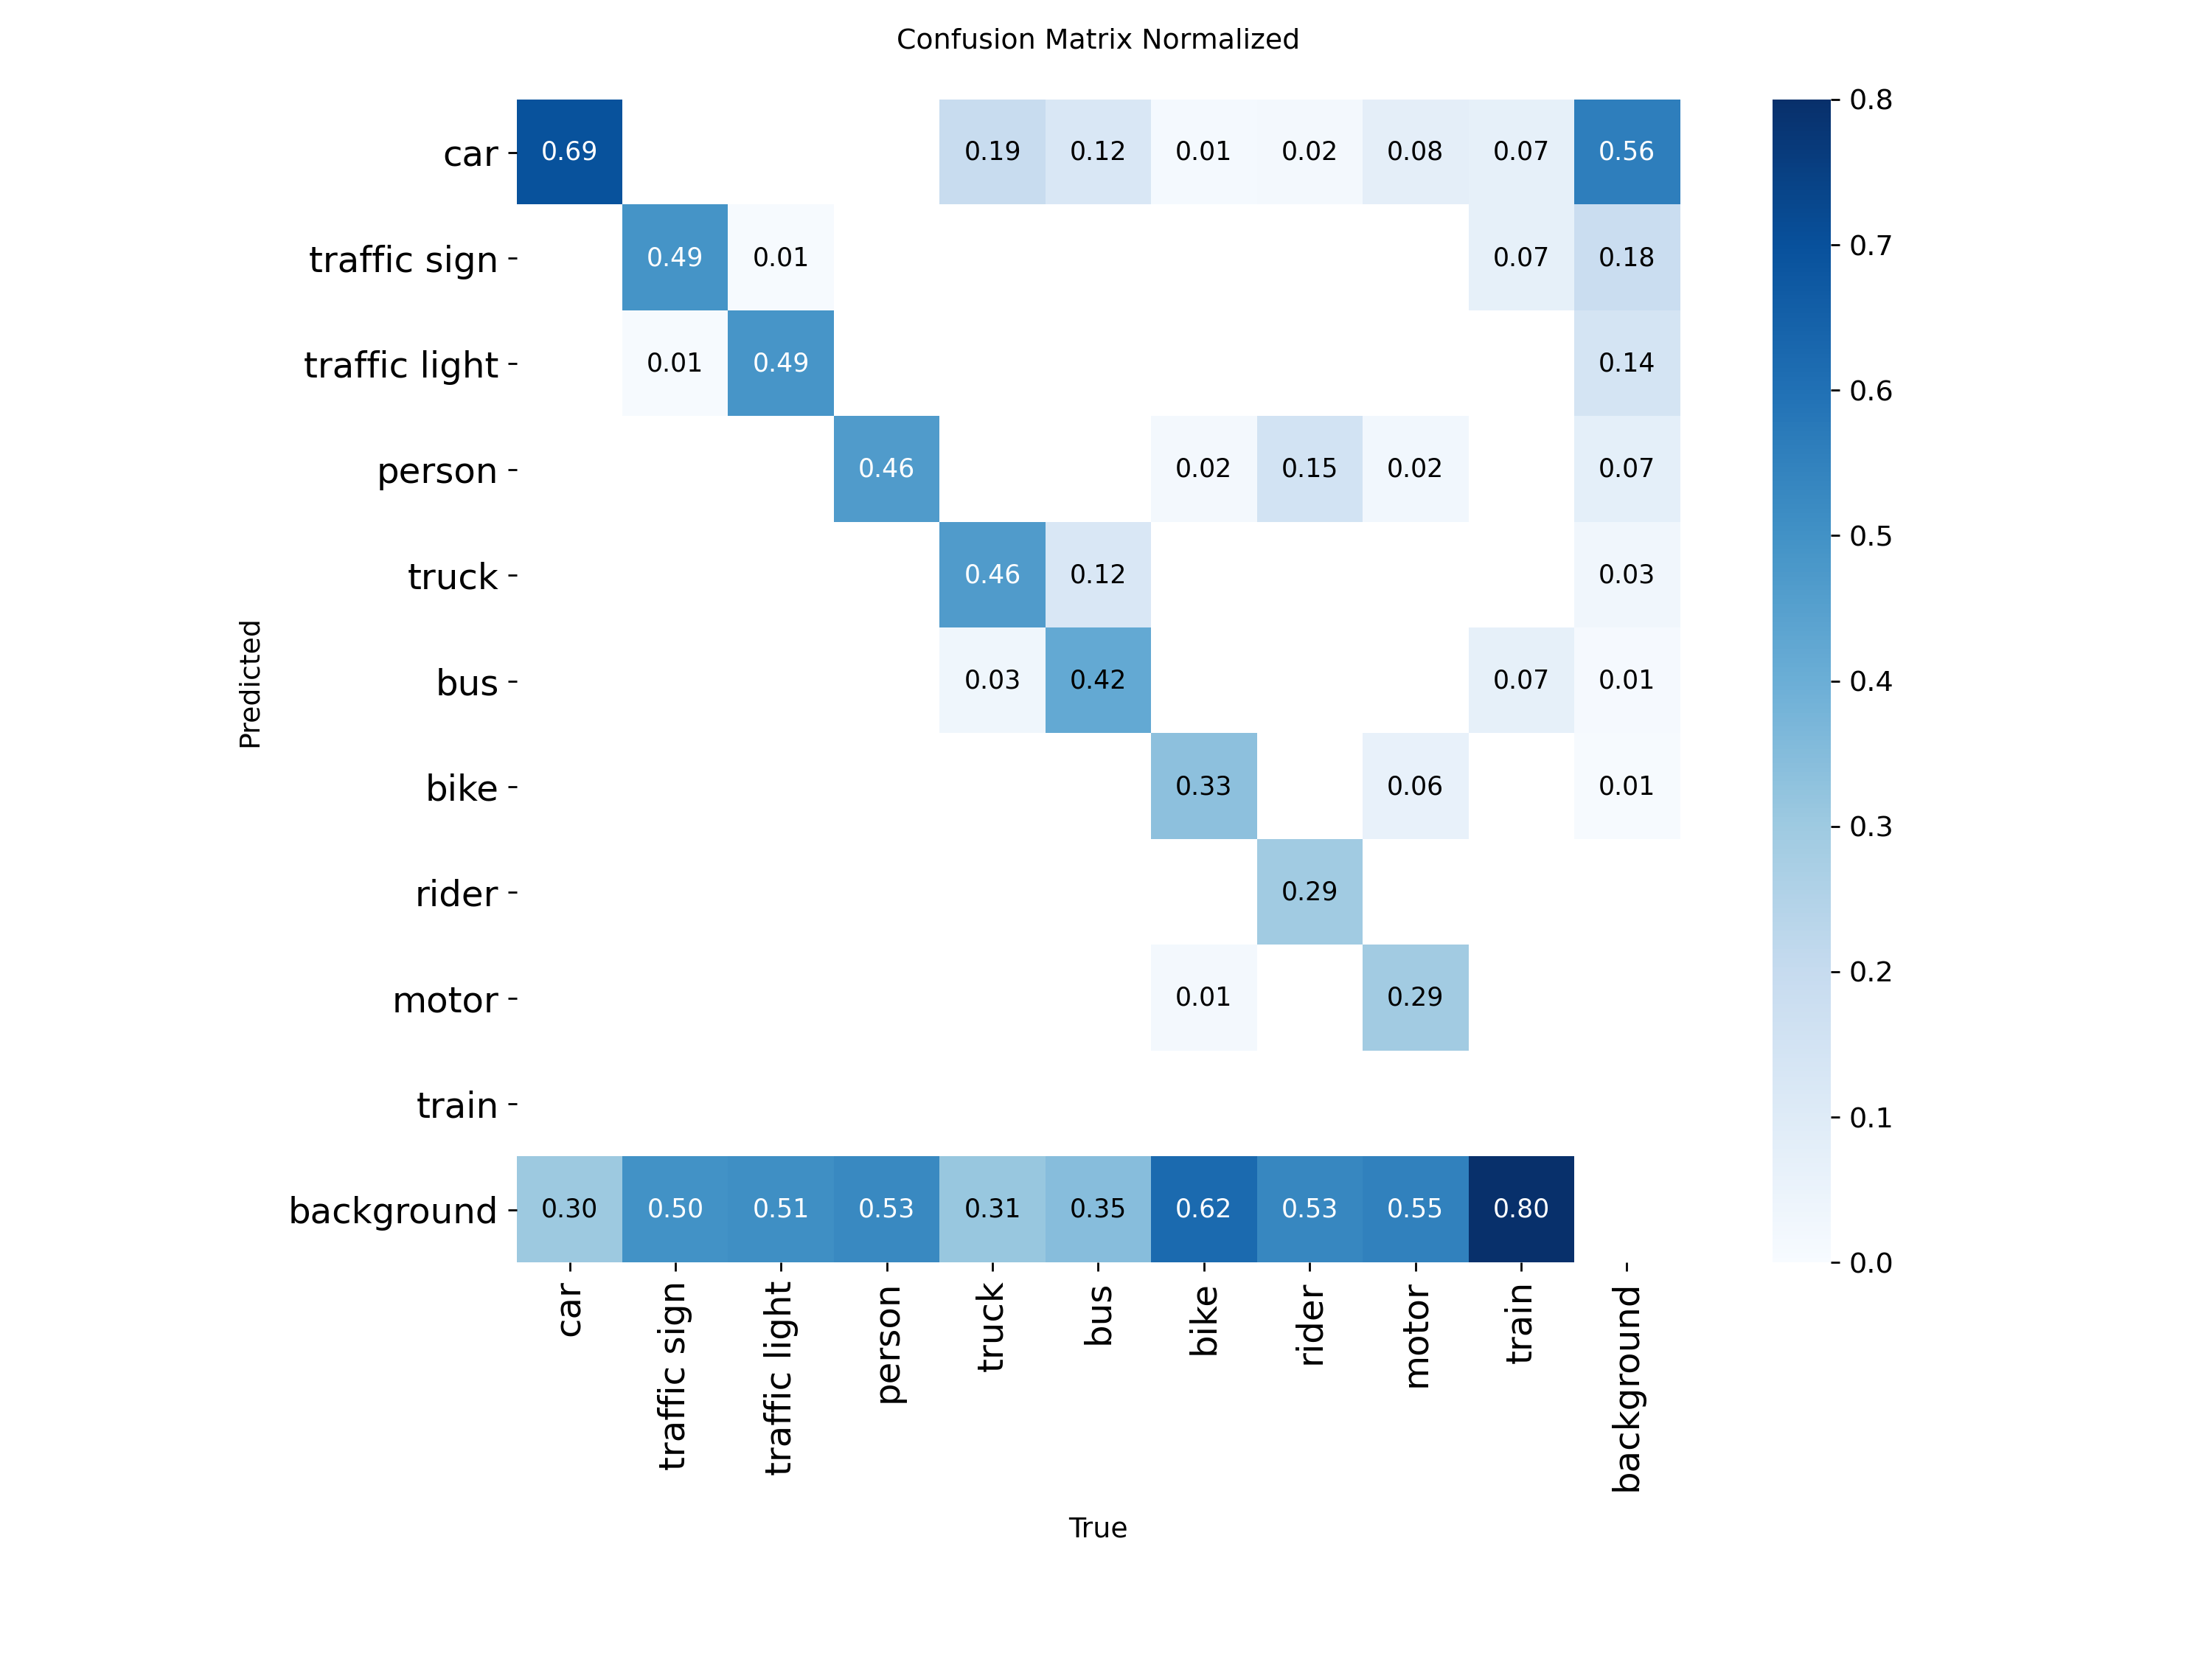 Confusion Matrix Normalized
car 0.69 0.19 0.12 0.01 0.02 0.08 0.07 0.56
traffic sign 0.49 0.01 0.07 0.18
traffic light 0.01 0.49 0.14
person 0.46 0.02 0.15 0.02 0.07
truck 0.46 0.12 0.03
bus 0.03 0.42 0.07 0.01
bike 0.33 0.06 0.01
rider 0.29
motor 0.01 0.29
train
background 0.30 0.50 0.51 0.53 0.31 0.35 0.62 0.53 0.55 0.80
Predicted
car
traffic sign
traffic light
person
truck
bus
bike
rider
motor
train
background
True
0.8
0.7
0.6
0.5
0.4
0.3
0.2
0.1
0.0